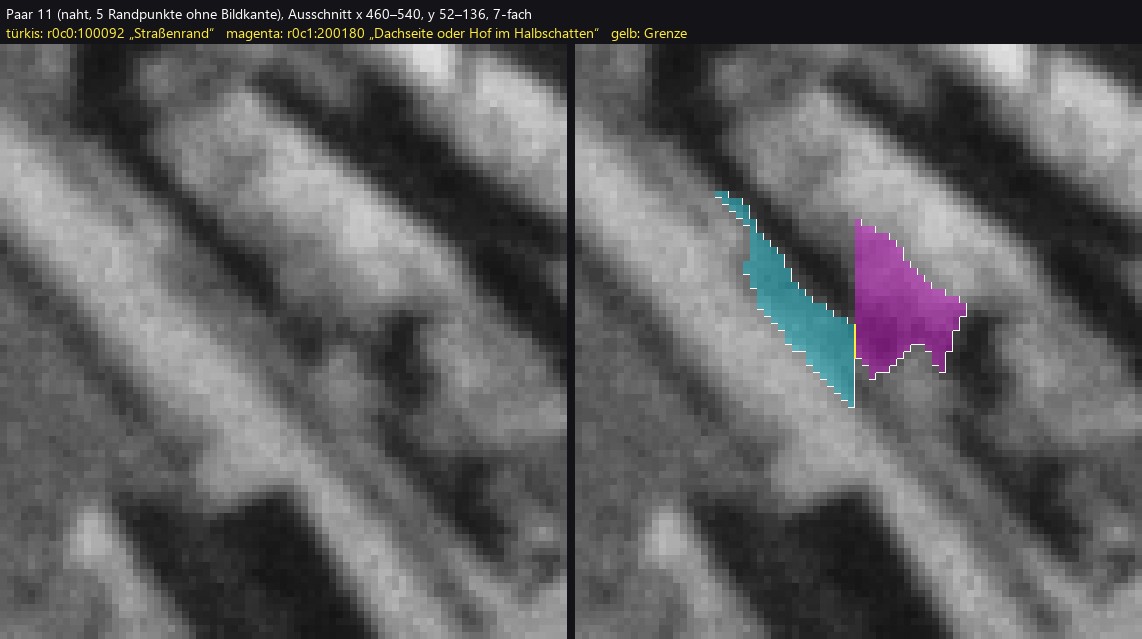 Paar 11 (naht, 5 Randpunkte ohne Bildkante), Ausschnitt x 460–540, y 52–136, 7-fach
türkis: r0c0:100092 „Straßenrand“ magenta: r0c1:200180 „Dachseite oder Hof im Halbschatten“ gelb: Grenze